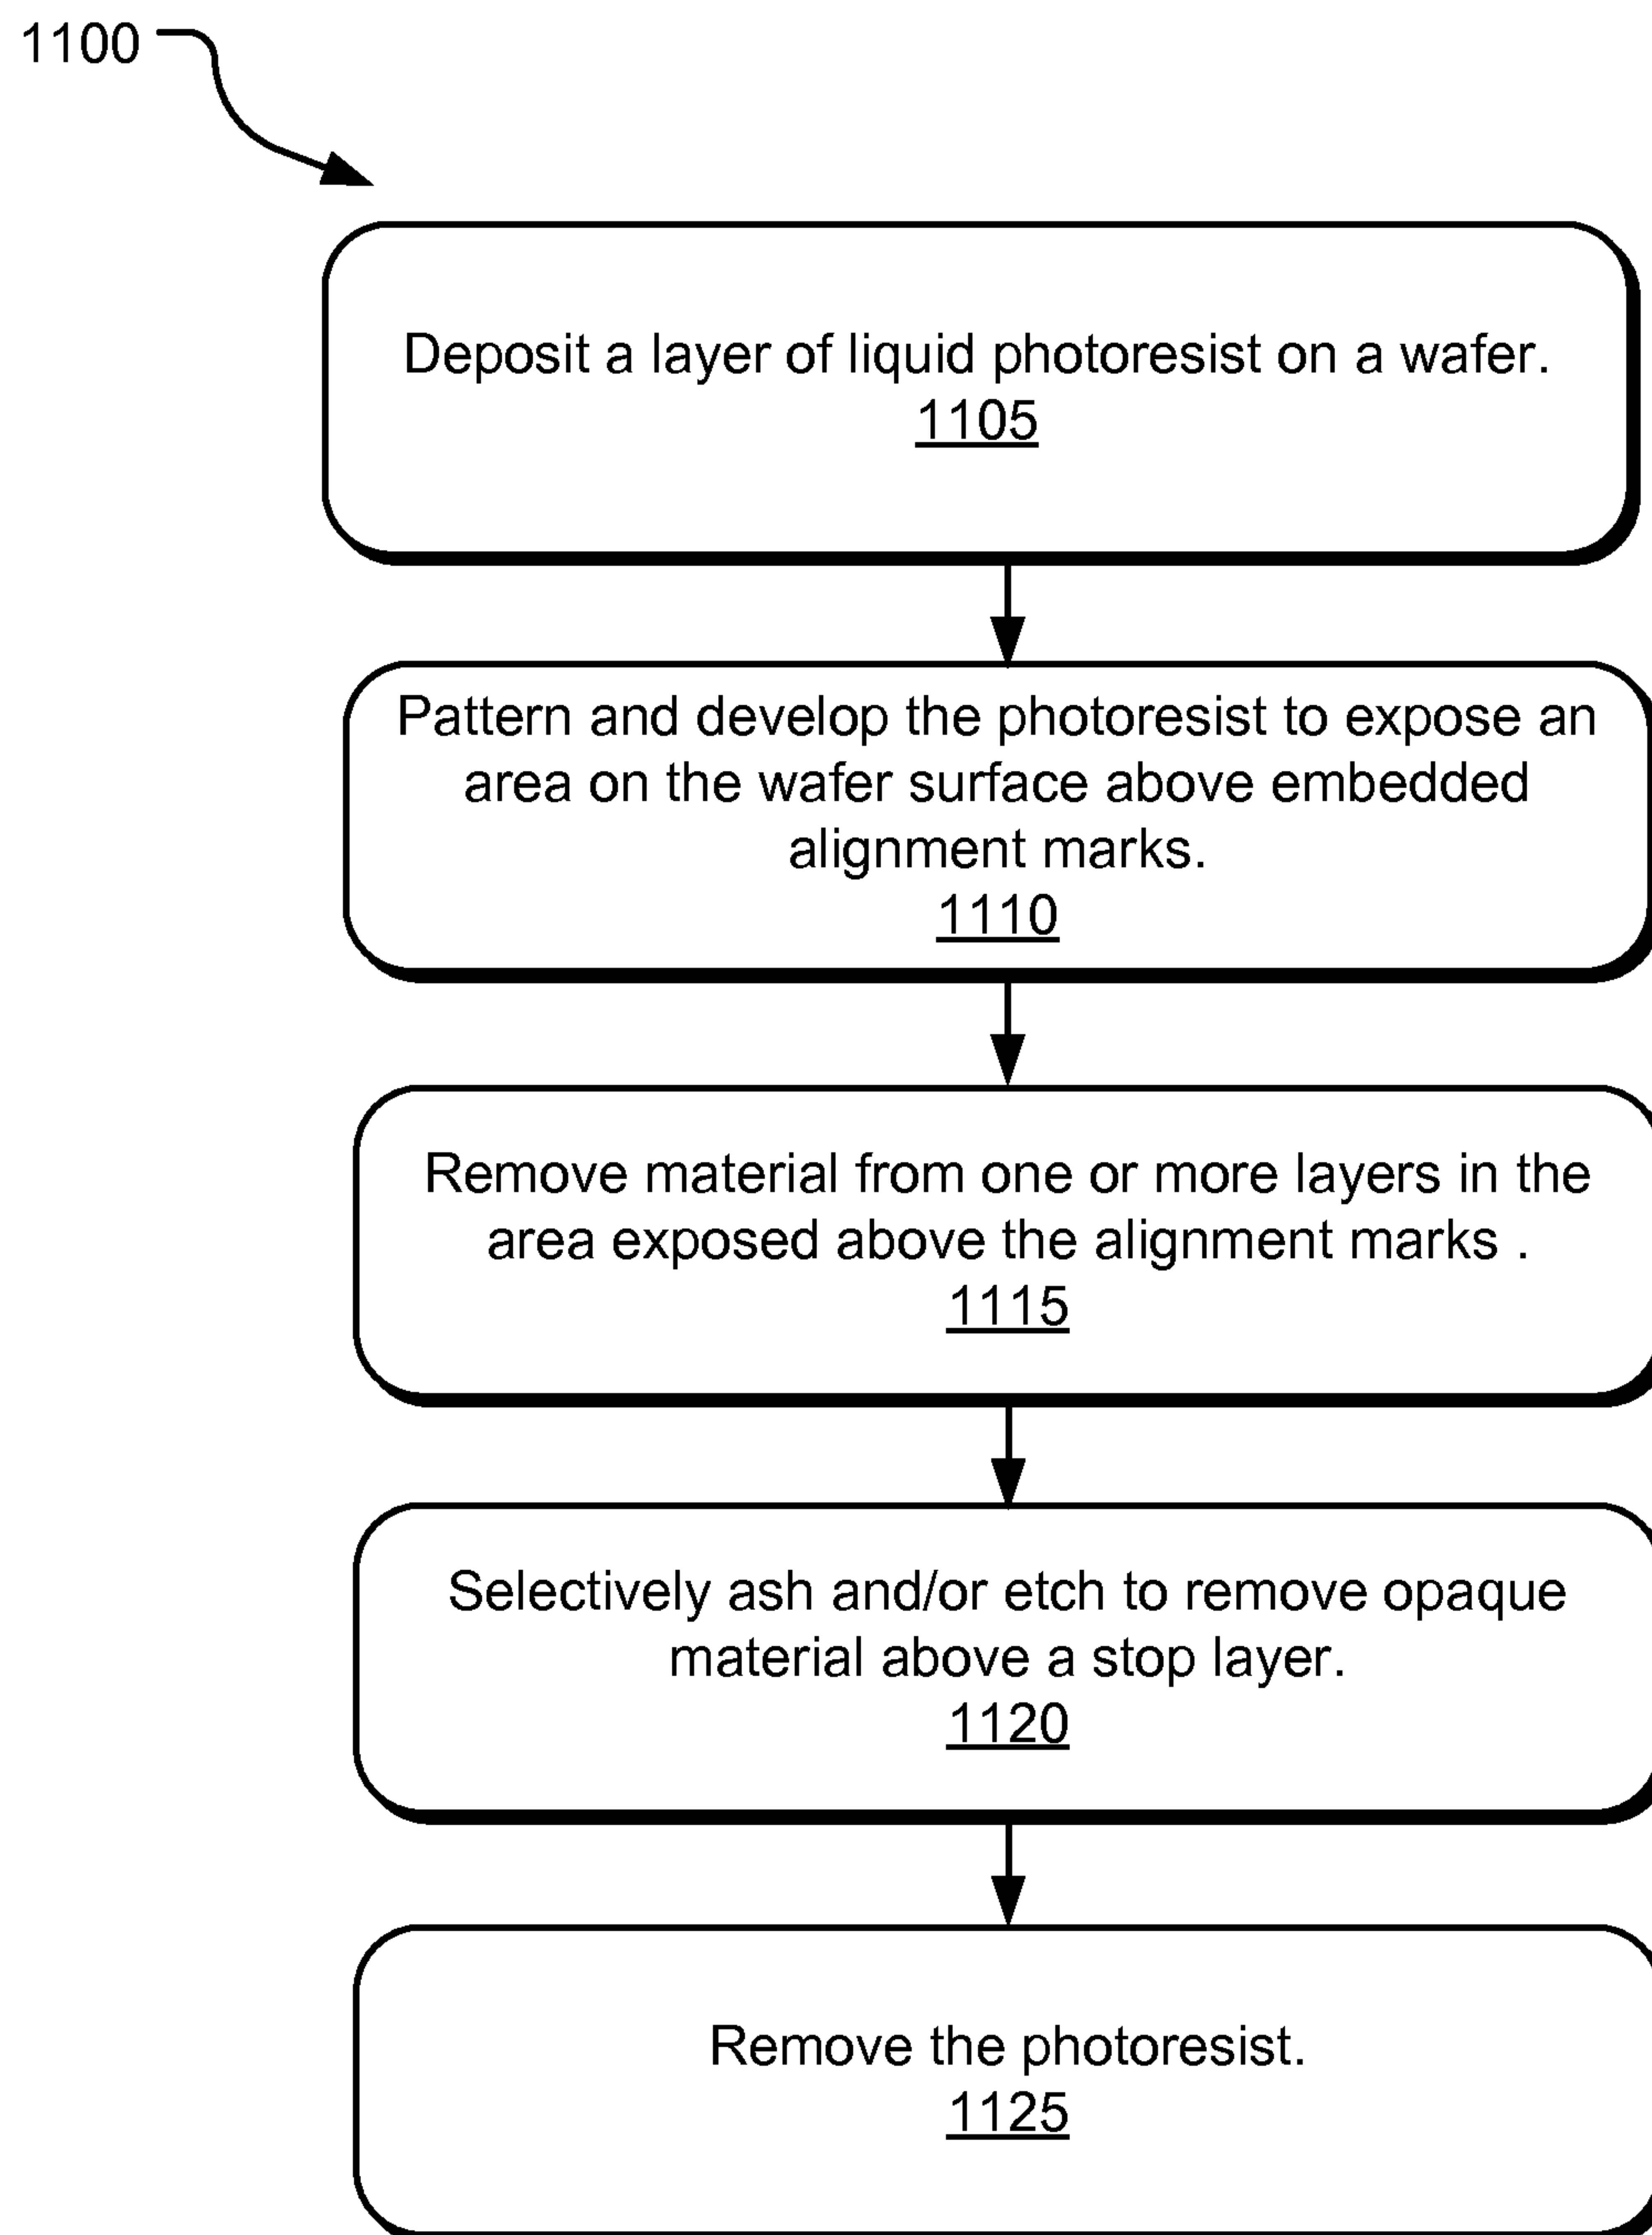 1100
Deposit a layer of liquid photoresist on a wafer.
1105
Pattern and develop the photoresist to expose an
area on the wafer surface above embedded
alignment marks.
1110
Remove material from one or more layers in the
area exposed above the alignment marks .
1115
Selectively ash and/or etch to remove opaque
material above a stop layer.
1120
Remove the photoresist.
1125